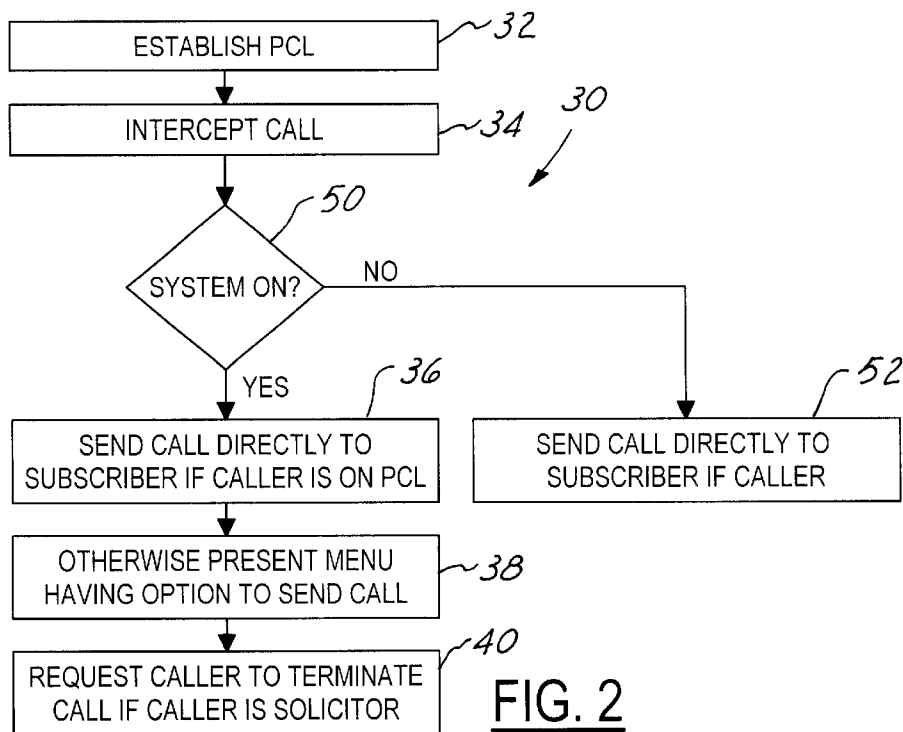 ESTABLISH PCL
32
INTERCEPT CALL
34
30
50
SYSTEM ON?
NO
YES
36
52
SEND CALL DIRECTLY TO
SUBSCRIBER IF CALLER IS ON PCL
SEND CALL DIRECTLY TO
SUBSCRIBER IF CALLER
OTHERWISE PRESENT MENU
HAVING OPTION TO SEND CALL
38
REQUEST CALLER TO TERMINATE
CALL IF CALLER IS SOLICITOR
40
FIG. 2